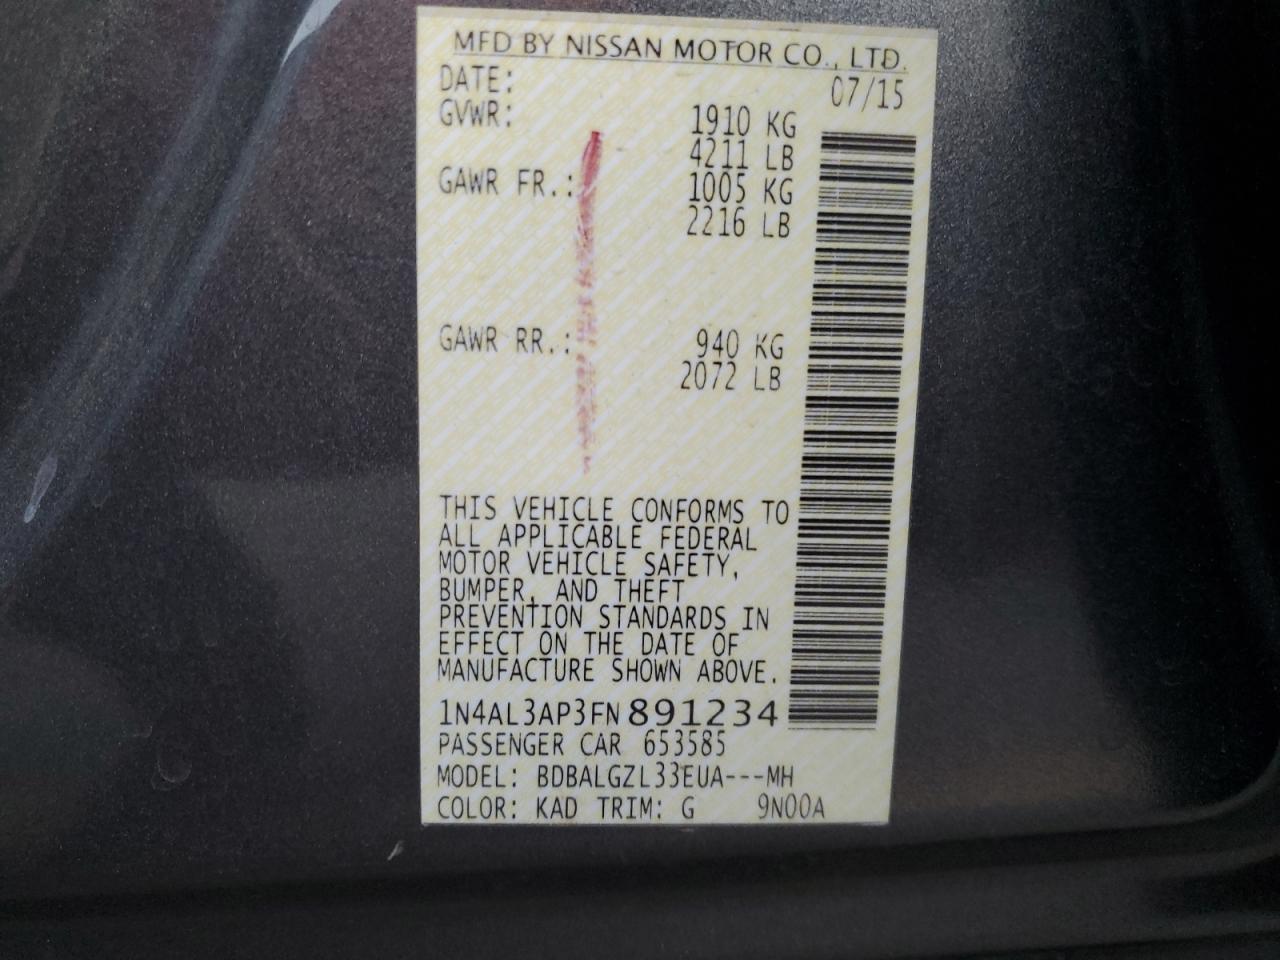 MFD BY NISSAN MOTOR CO., LTD.
DATE: 07/15
GVWR: 1910 KG
4211 LB
GAWR FR.: 1005 KG
2216 LB
GAWR RR.: 940 KG
2072 LB
THIS VEHICLE CONFORMS TO
ALL APPLICABLE FEDERAL
MOTOR VEHICLE SAFETY,
BUMPER, AND THEFT
PREVENTION STANDARDS IN
EFFECT ON THE DATE OF
MANUFACTURE SHOWN ABOVE.
1N4AL3AP3FN891234
PASSENGER CAR 653585
MODEL: BDBALGZL33EUA---MH
COLOR: KAD TRIM: G 9N00A